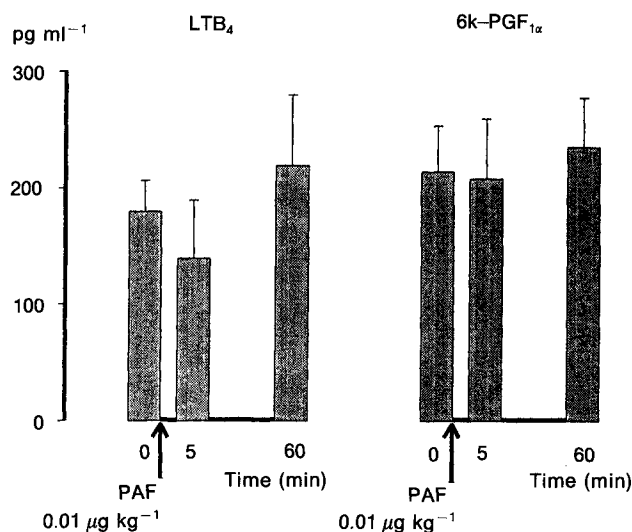 pg ml⁻¹
LTB₄
6k–PGF₁α
300
200
100
0
0 5 60
Time (min)
PAF
0.01 μg kg⁻¹
0 5 60
Time (min)
PAF
0.01 μg kg⁻¹